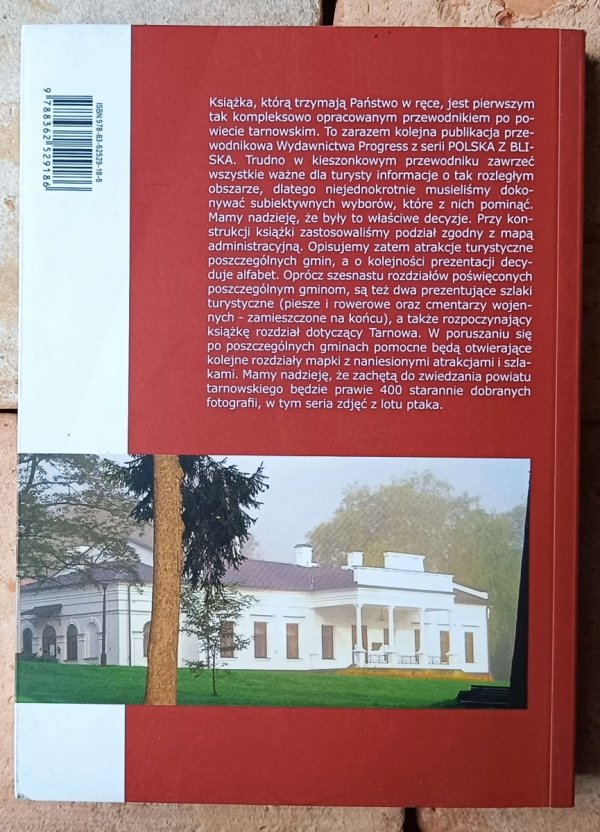 ISBN 978-83-62529-18-6
9 788362 529186
Książka, którą trzymają Państwo w ręce, jest pierwszym
tak kompleksowo opracowanym przewodnikiem po po-
wiecie tarnowskim. To zarazem kolejna publikacja prze-
wodnikowa Wydawnictwa Progress z serii POLSKA Z BLI-
SKA. Trudno w kieszonkowym przewodniku zawrzeć
wszystkie ważne dla turysty informacje o tak rozległym
obszarze, dlatego niejednokrotnie musieliśmy doko-
nywać subiektywnych wyborów, które z nich pominąć.
Mamy nadzieję, że były to właściwe decyzje. Przy kon-
strukcji książki zastosowaliśmy podział zgodny z mapą
administracyjną. Opisujemy zatem atrakcje turystyczne
poszczególnych gmin, a o kolejności prezentacji decy-
duje alfabet. Oprócz szesnastu rozdziałów poświęconych
poszczególnym gminom, są też dwa prezentujące szlaki
turystyczne (piesze i rowerowe oraz cmentarzy wojen-
nych - zamieszczone na końcu), a także rozpoczynający
książkę rozdział dotyczący Tarnowa. W poruszaniu się
po poszczególnych gminach pomocne będą otwierające
kolejne rozdziały mapki z naniesionymi atrakcjami i szla-
kami. Mamy nadzieję, że zachętą do zwiedzania powiatu
tarnowskiego będzie prawie 400 starannie dobranych
fotografii, w tym seria zdjęć z lotu ptaka.